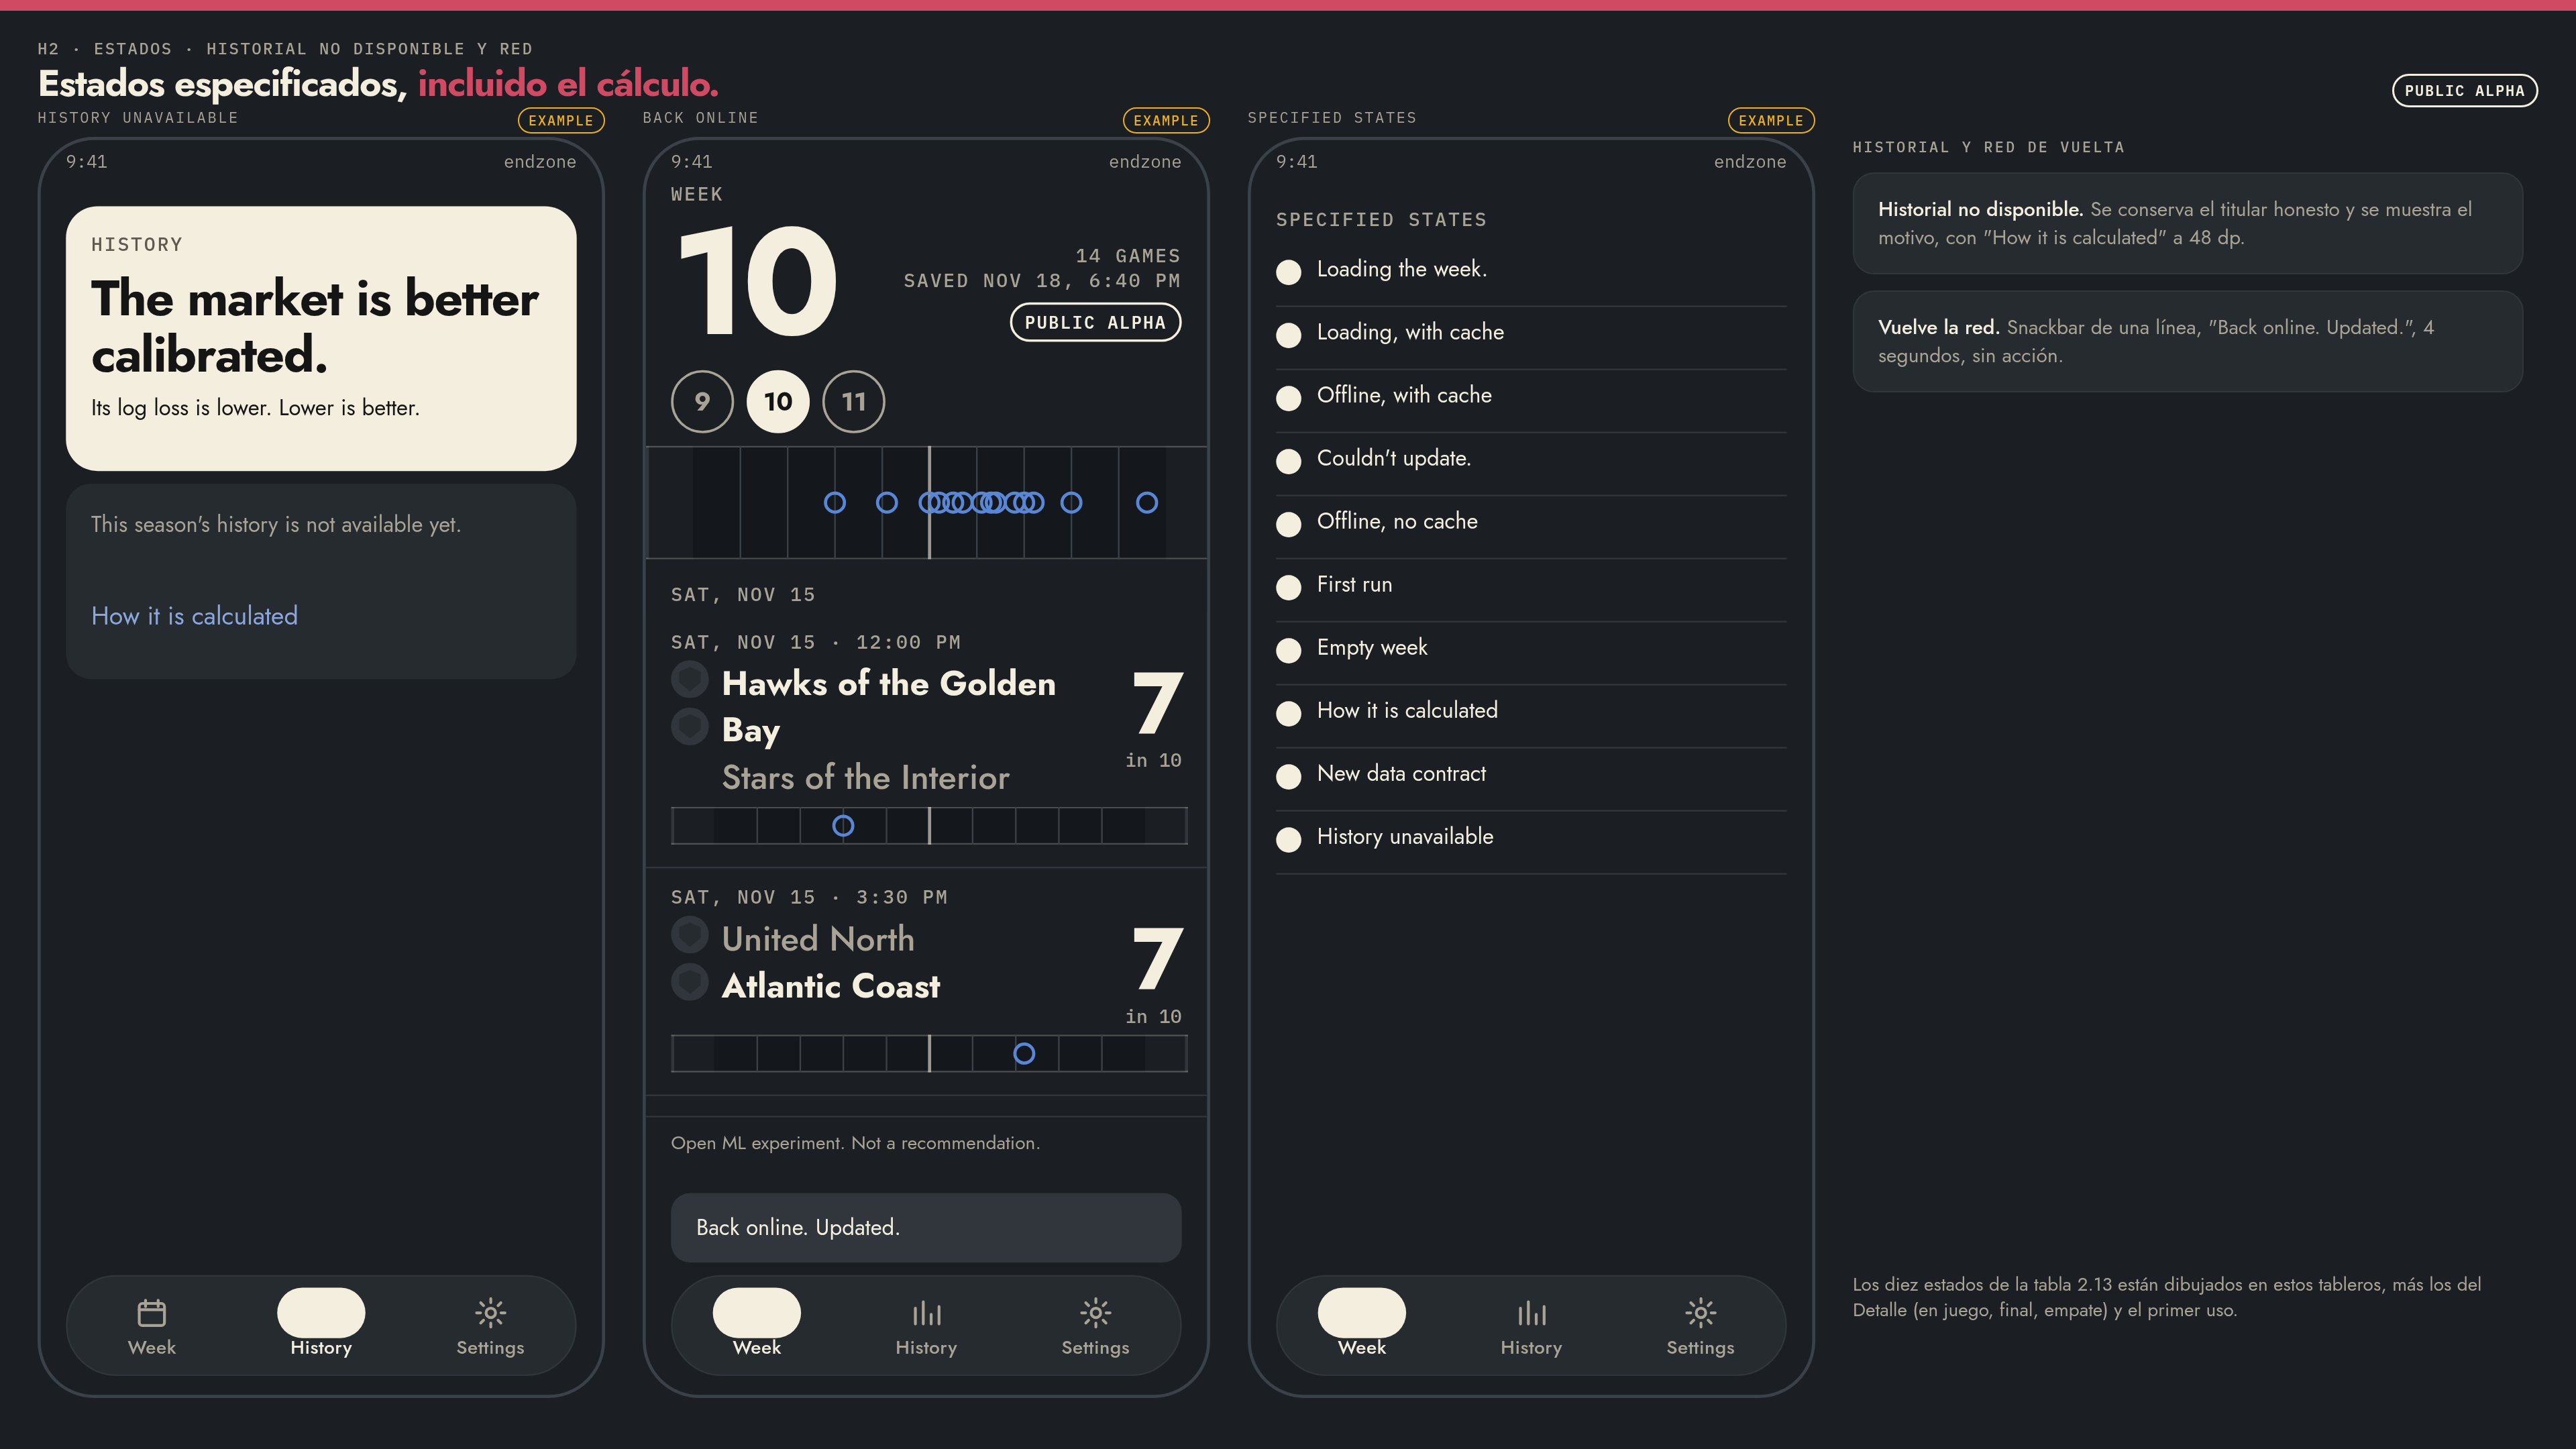 H2 · ESTADOS · HISTORIAL NO DISPONIBLE Y RED
Estados especificados, incluido el cálculo.
PUBLIC ALPHA
HISTORY UNAVAILABLE
EXAMPLE
9:41
endzone
HISTORY
The market is better
calibrated.
Its log loss is lower. Lower is better.
This season's history is not available yet.
How it is calculated
Week
History
Settings
BACK ONLINE
EXAMPLE
9:41
endzone
WEEK
10
14 GAMES
SAVED NOV 18, 6:40 PM
PUBLIC ALPHA
9
10
11
SAT, NOV 15
SAT, NOV 15 · 12:00 PM
Hawks of the Golden
Bay
Stars of the Interior
7
in 10
SAT, NOV 15 · 3:30 PM
United North
Atlantic Coast
7
in 10
Open ML experiment. Not a recommendation.
Back online. Updated.
Week
History
Settings
SPECIFIED STATES
EXAMPLE
9:41
endzone
SPECIFIED STATES
Loading the week.
Loading, with cache
Offline, with cache
Couldn't update.
Offline, no cache
First run
Empty week
How it is calculated
New data contract
History unavailable
Week
History
Settings
HISTORIAL Y RED DE VUELTA
Historial no disponible. Se conserva el titular honesto y se muestra el
motivo, con "How it is calculated" a 48 dp.
Vuelve la red. Snackbar de una línea, "Back online. Updated.", 4
segundos, sin acción.
Los diez estados de la tabla 2.13 están dibujados en estos tableros, más los del
Detalle (en juego, final, empate) y el primer uso.